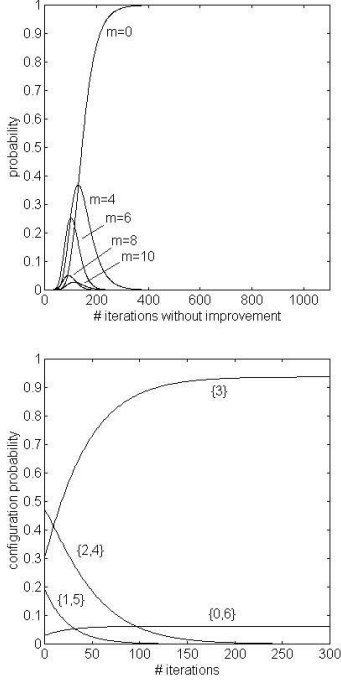 1
0.9
0.8
0.7
0.6
0.5
0.4
0.3
0.2
0.1
0
probability
m=0
m=4
m=6
m=8
m=10
0 200 400 600 800 1000
# iterations without improvement
1
0.9
0.8
0.7
0.6
0.5
0.4
0.3
0.2
0.1
0
configuration probability
{3}
{2,4}
{1,5}
{0,6}
0 50 100 150 200 250 300
# iterations